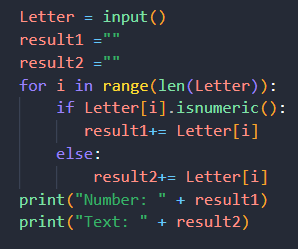 Letter = input()
result1 =""
result2 =""
for i in range(len(Letter)):
    if Letter[i].isnumeric():
       result1+= Letter[i]
    else:
        result2+= Letter[i]
print("Number: " + result1)
print("Text: " + result2)